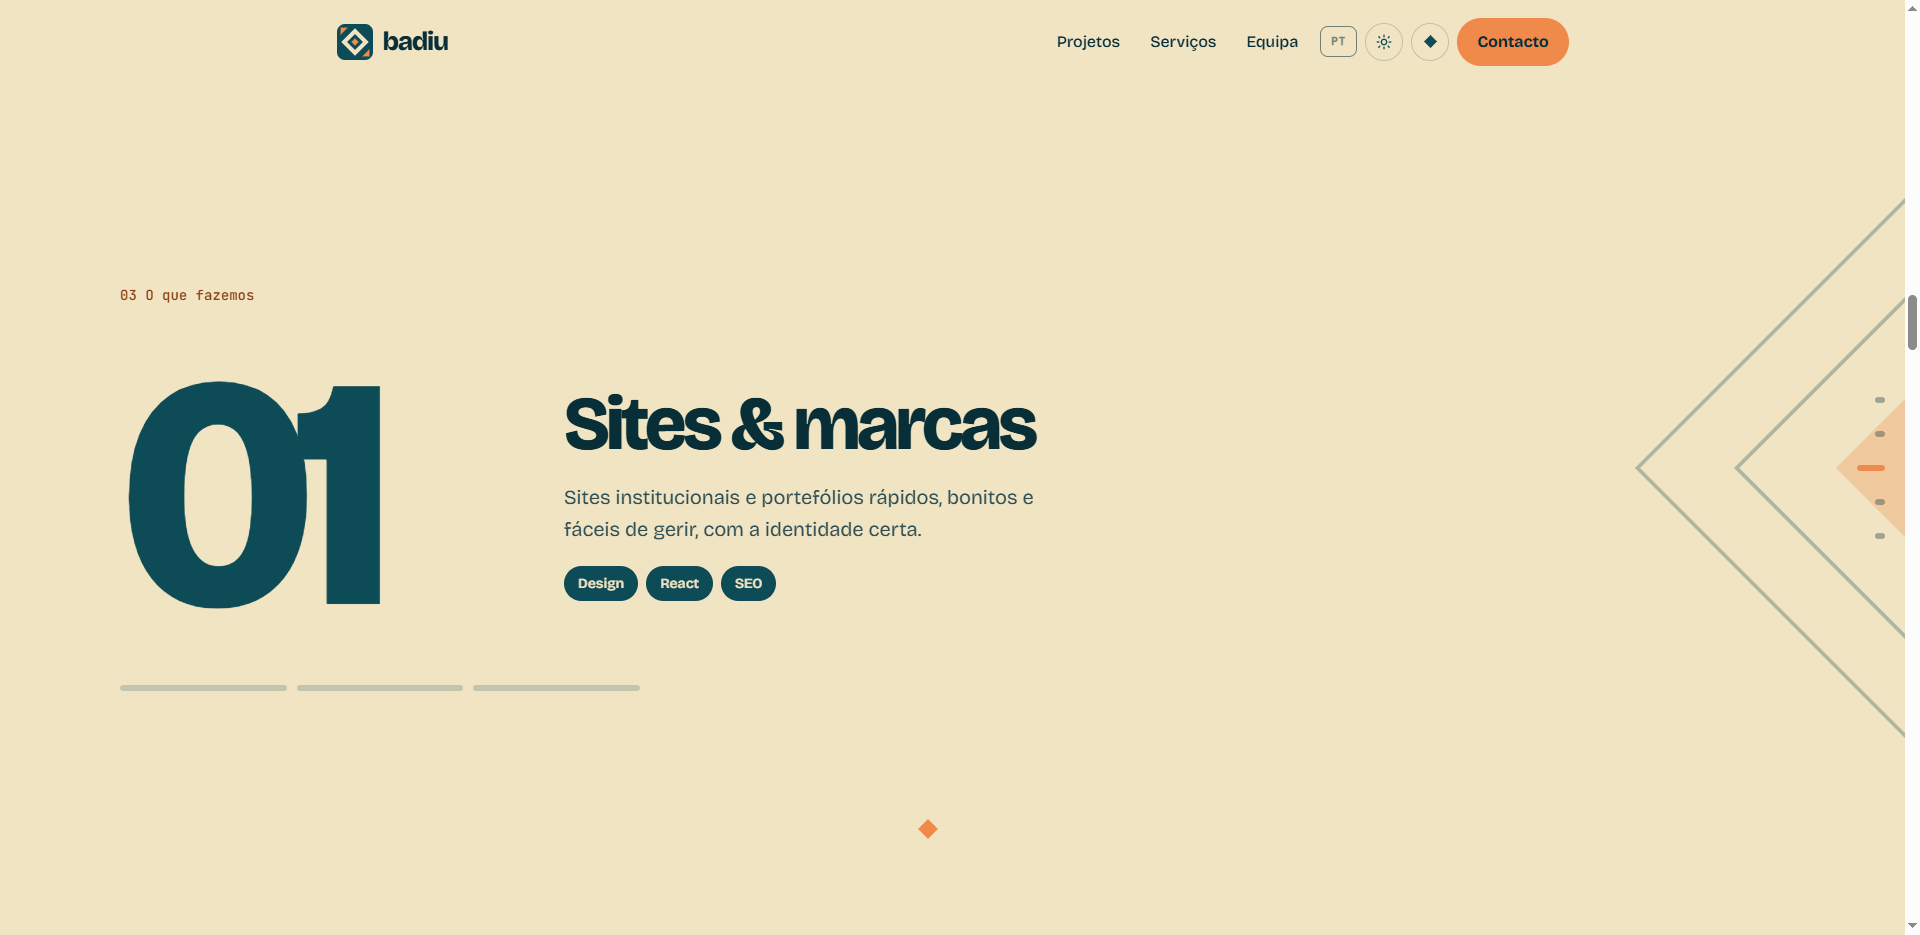 badiu
Projetos
Serviços
Equipa
PT
Contacto
03 O que fazemos
01
Sites & marcas
Sites institucionais e portefólios rápidos, bonitos e
fáceis de gerir, com a identidade certa.
Design
React
SEO